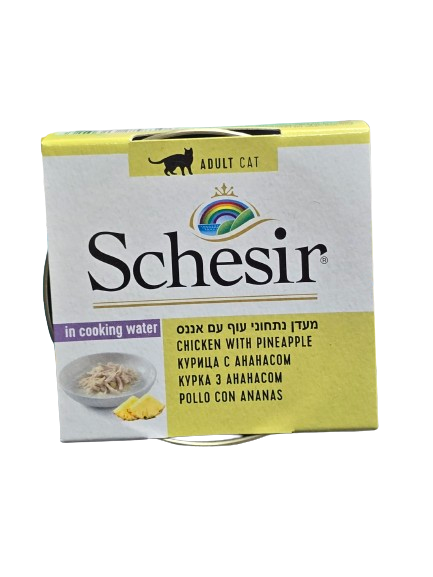 ADULT CAT
Schesir®
in cooking water
מעדן נתחוני עוף עם אננס
CHICKEN WITH PINEAPPLE
КУРИЦА С АНАНАСОМ
КУРКА З АНАНАСОМ
POLLO CON ANANAS